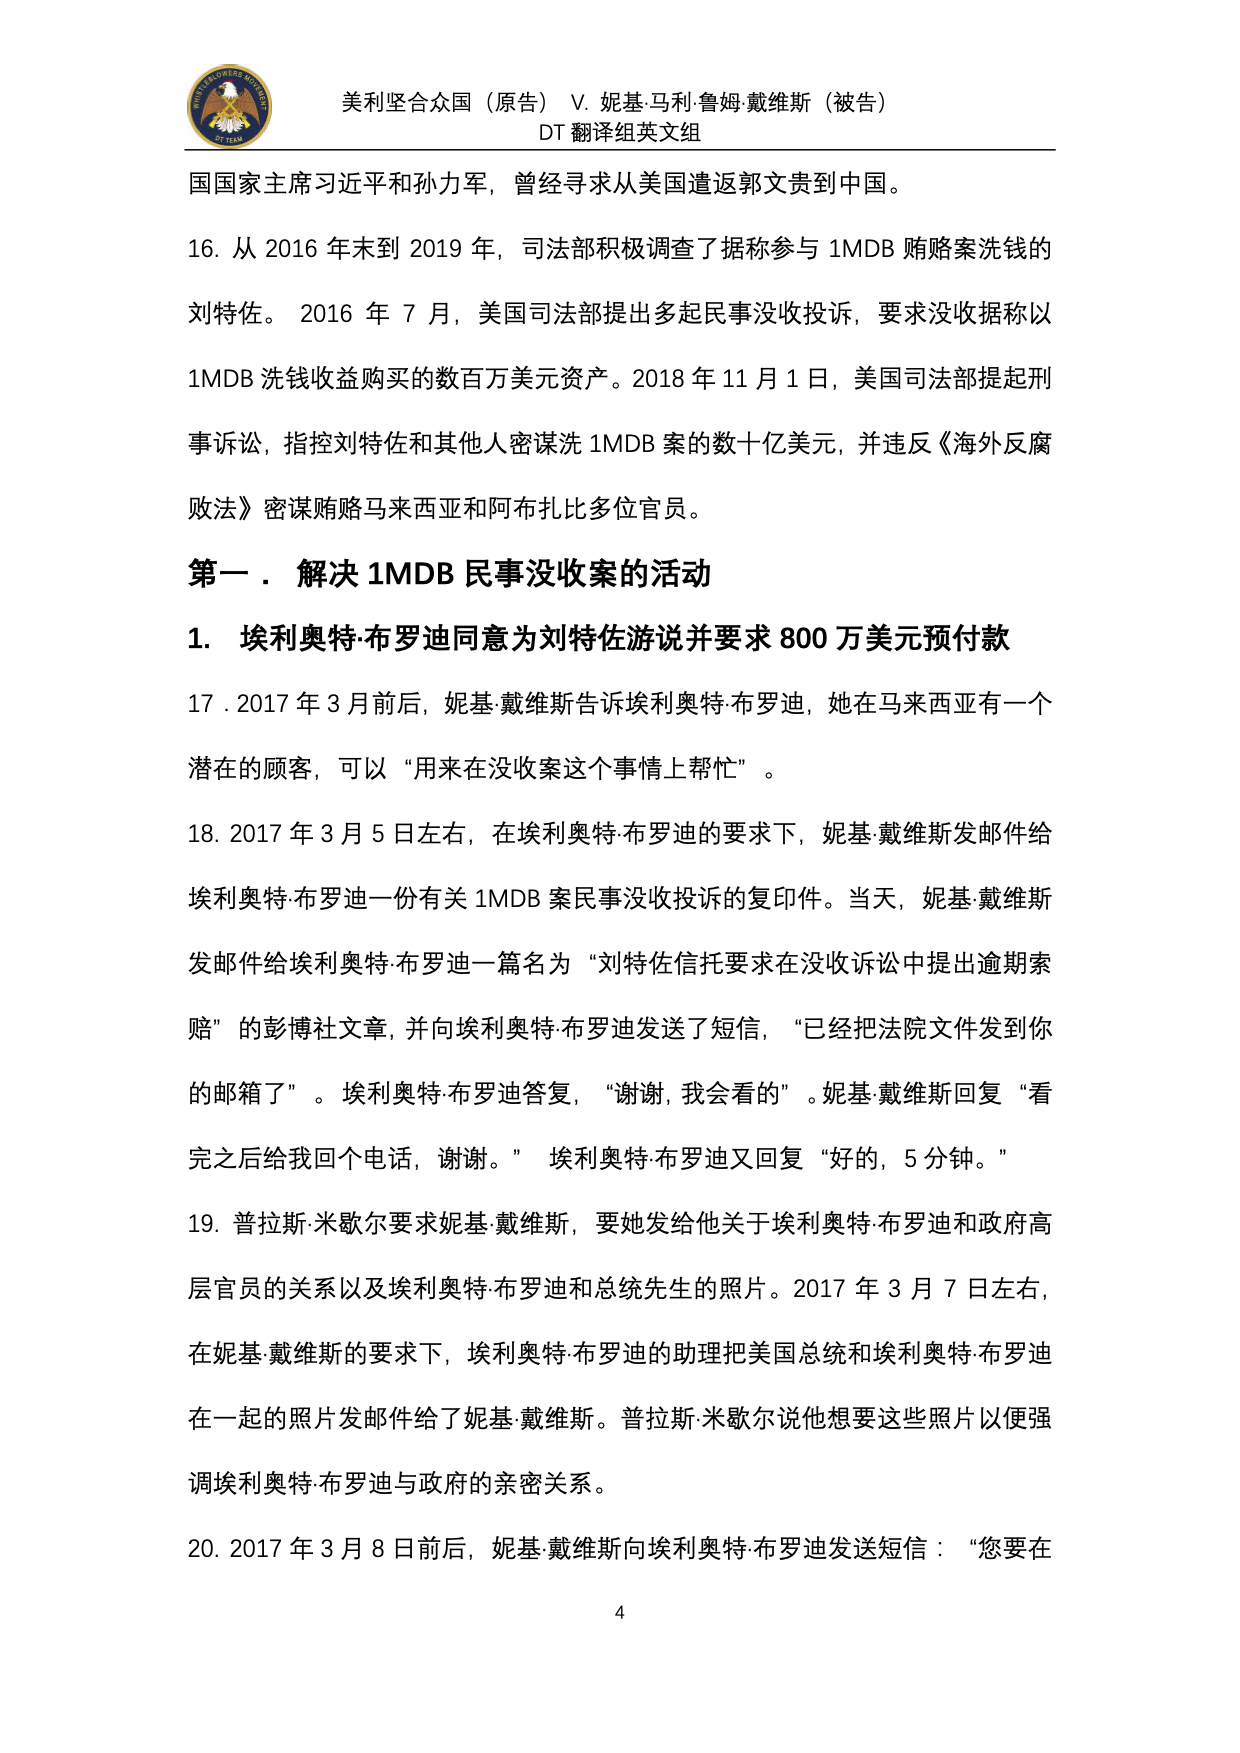 WHISTLEBLOWERS MOVEMENT
DT TEAM
美利坚合众国（原告） V. 妮基·马利·鲁姆·戴维斯（被告）
DT 翻译组英文组
国国家主席习近平和孙力军，曾经寻求从美国遣返郭文贵到中国。
16. 从 2016 年末到 2019 年，司法部积极调查了据称参与 1MDB 贿赂案洗钱的
刘特佐。 2016 年 7 月，美国司法部提出多起民事没收投诉，要求没收据称以
1MDB 洗钱收益购买的数百万美元资产。2018 年 11 月 1 日，美国司法部提起刑
事诉讼，指控刘特佐和其他人密谋洗 1MDB 案的数十亿美元，并违反《海外反腐
败法》密谋贿赂马来西亚和阿布扎比多位官员。
第一． 解决 1MDB 民事没收案的活动
1. 埃利奥特·布罗迪同意为刘特佐游说并要求 800 万美元预付款
17 . 2017 年 3 月前后，妮基·戴维斯告诉埃利奥特·布罗迪，她在马来西亚有一个
潜在的顾客，可以“用来在没收案这个事情上帮忙”。
18. 2017 年 3 月 5 日左右，在埃利奥特·布罗迪的要求下，妮基·戴维斯发邮件给
埃利奥特·布罗迪一份有关 1MDB 案民事没收投诉的复印件。当天，妮基·戴维斯
发邮件给埃利奥特·布罗迪一篇名为“刘特佐信托要求在没收诉讼中提出逾期索
赔”的彭博社文章，并向埃利奥特·布罗迪发送了短信，“已经把法院文件发到你
的邮箱了”。埃利奥特·布罗迪答复，“谢谢，我会看的”。妮基·戴维斯回复“看
完之后给我回个电话，谢谢。” 埃利奥特·布罗迪又回复“好的，5 分钟。”
19. 普拉斯·米歇尔要求妮基·戴维斯，要她发给他关于埃利奥特·布罗迪和政府高
层官员的关系以及埃利奥特·布罗迪和总统先生的照片。2017 年 3 月 7 日左右，
在妮基·戴维斯的要求下，埃利奥特·布罗迪的助理把美国总统和埃利奥特·布罗迪
在一起的照片发邮件给了妮基·戴维斯。普拉斯·米歇尔说他想要这些照片以便强
调埃利奥特·布罗迪与政府的亲密关系。
20. 2017 年 3 月 8 日前后，妮基·戴维斯向埃利奥特·布罗迪发送短信：“您要在
4